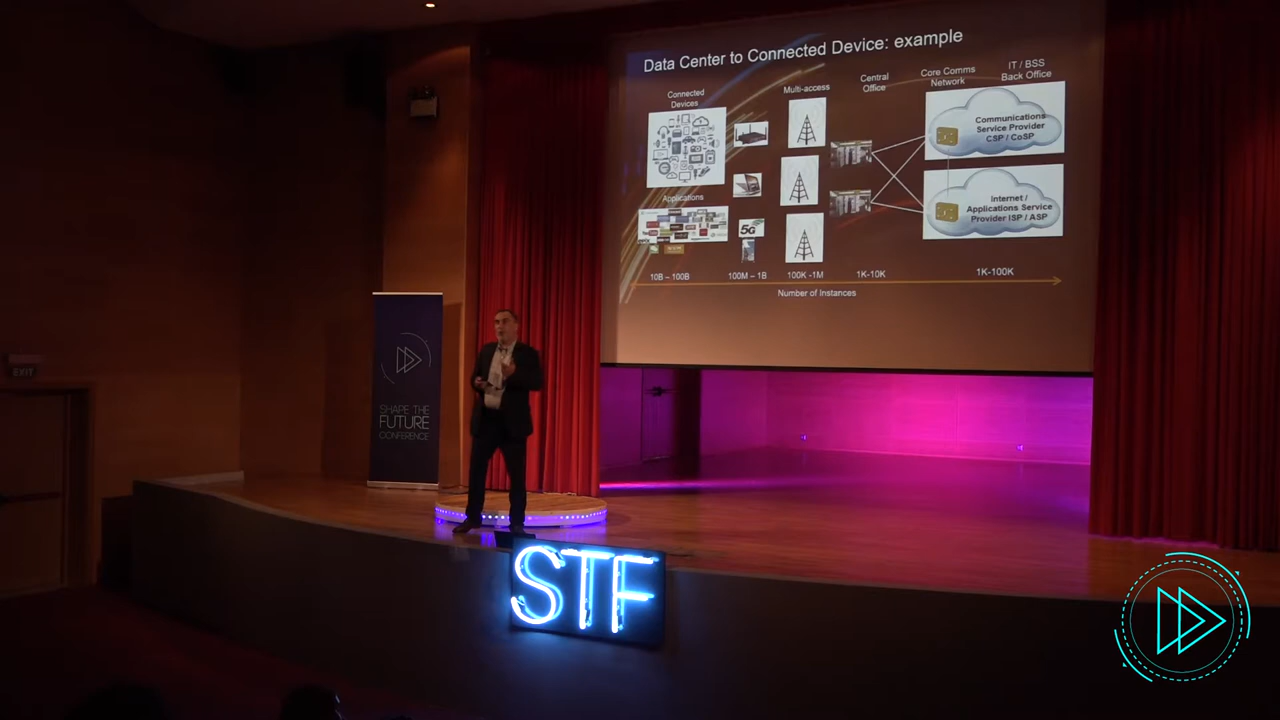 Data Center to Connected Device: example
Connected
Devices
Multi-access
Central
Office
Core Comms
Network
IT / BSS
Back Office
Communications
Service Provider
CSP / CoSP
Applications
5G
Internet /
Applications Service
Provider ISP / ASP
10B – 100B
100M – 1B
100K -1M
1K-10K
1K-100K
Number of Instances
EXIT
SHAPE THE
FUTURE
CONFERENCE
STF